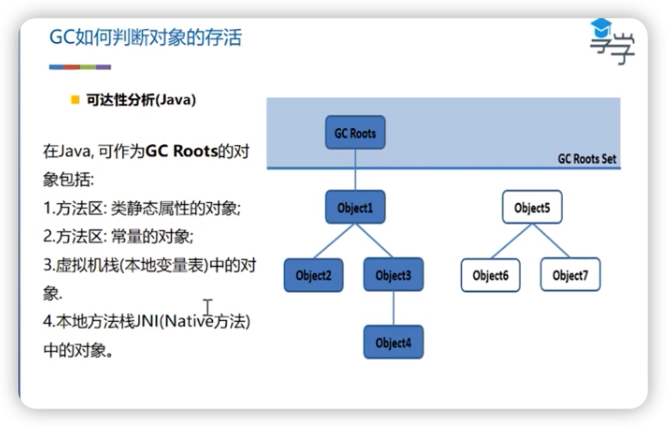 GC如何判断对象的存活
享学
可达性分析(Java)
在Java, 可作为GC Roots的对
象包括:
1.方法区: 类静态属性的对象;
2.方法区: 常量的对象;
3.虚拟机栈(本地变量表)中的对
象.
4.本地方法栈JNI(Native方法)
中的对象。
GC Roots
GC Roots Set
Object1
Object5
Object2
Object3
Object6
Object7
Object4